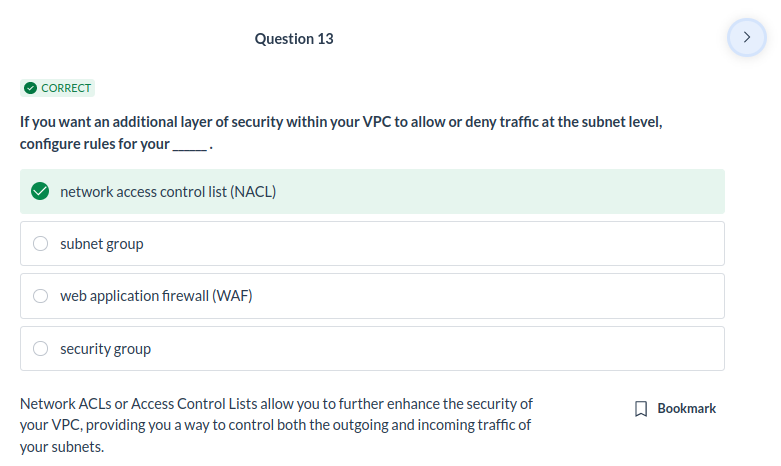 Question 13
CORRECT
If you want an additional layer of security within your VPC to allow or deny traffic at the subnet level,
configure rules for your ______ .
network access control list (NACL)
subnet group
web application firewall (WAF)
security group
Network ACLs or Access Control Lists allow you to further enhance the security of
your VPC, providing you a way to control both the outgoing and incoming traffic of
your subnets.
Bookmark